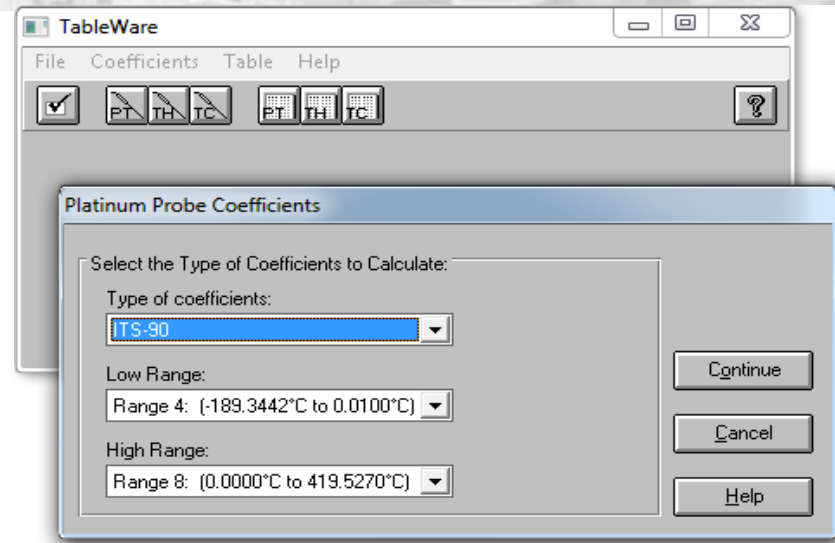 TableWare
File Coefficients Table Help
PT TH TC PT TH TC ?
Platinum Probe Coefficients
Select the Type of Coefficients to Calculate:
Type of coefficients:
ITS-90
Low Range:
Range 4: (-189.3442°C to 0.0100°C)
High Range:
Range 8: (0.0000°C to 419.5270°C)
Continue
Cancel
Help